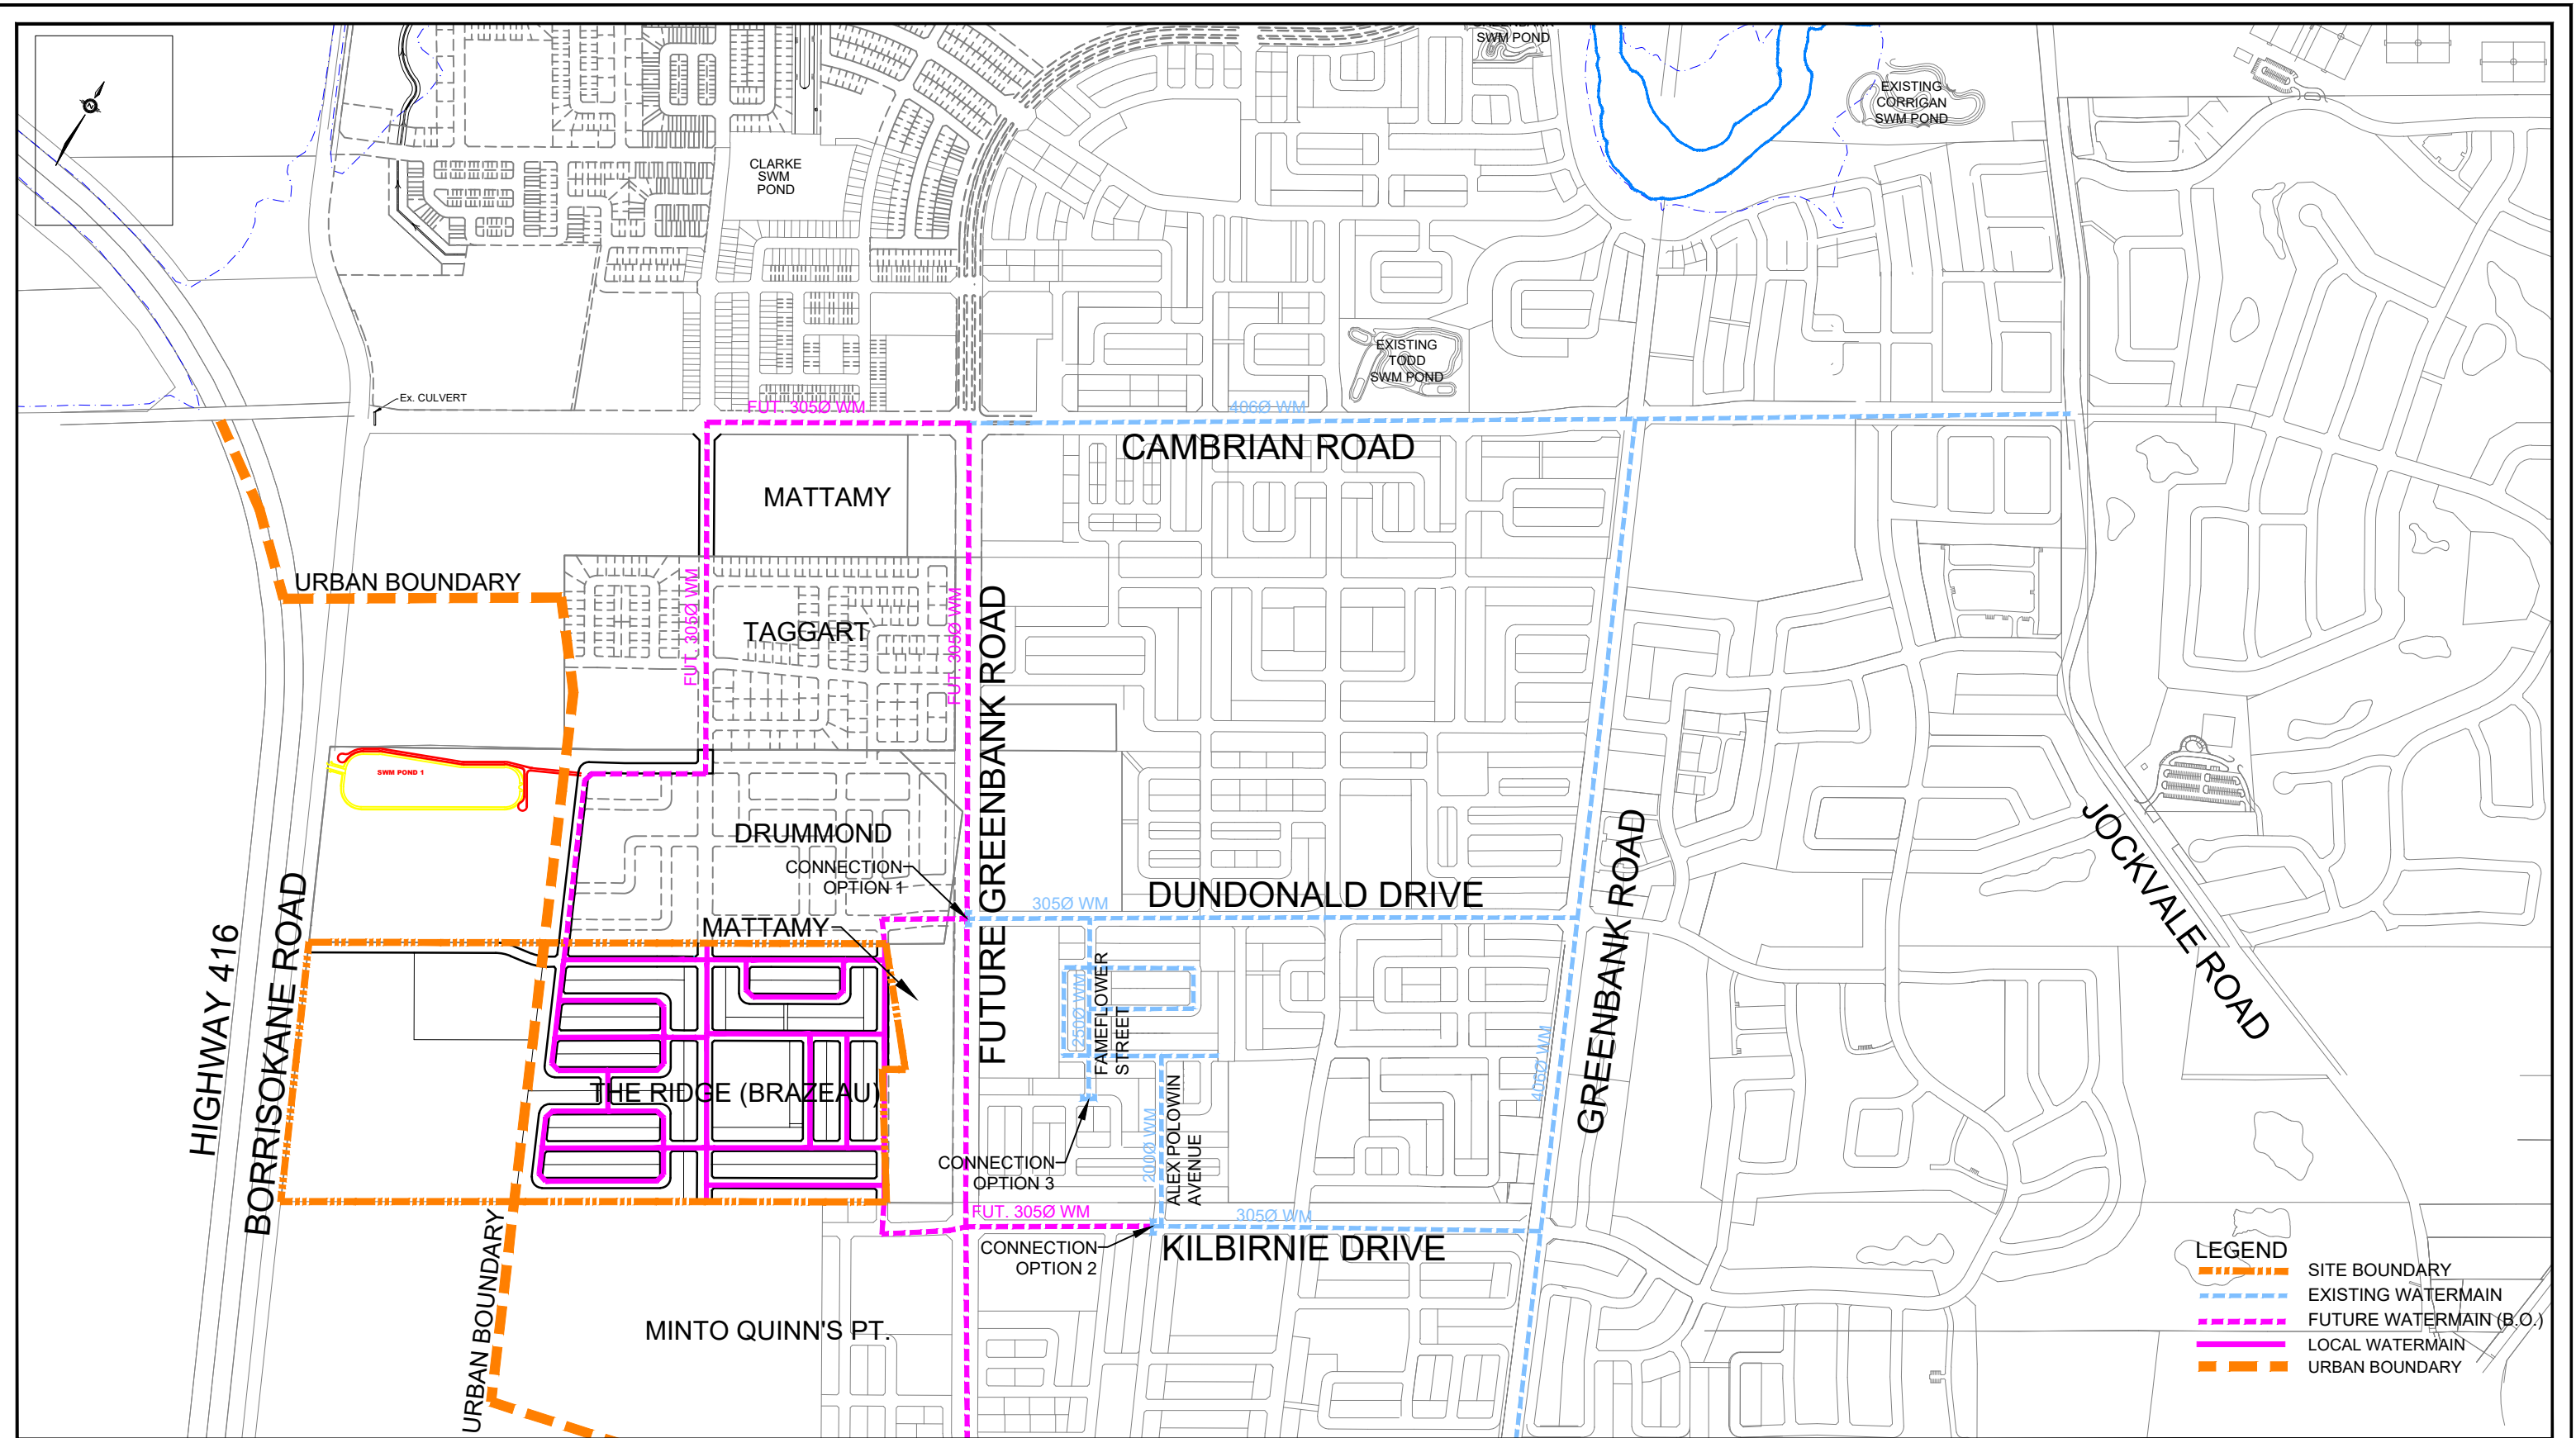 SWM POND
EXISTING
CORRIGAN
SWM POND
CLARKE
SWM
POND
EXISTING
TODD
SWM POND
Ex. CULVERT
FUT. 305Ø WM
406Ø WM
CAMBRIAN ROAD
MATTAMY
URBAN BOUNDARY
FUT. 305Ø WM
TAGGART
FUT. 305Ø WM
FUTURE GREENBANK ROAD
SWM POND 1
DRUMMOND
CONNECTION
OPTION 1
DUNDONALD DRIVE
305Ø WM
MATTAMY
GREENBANK ROAD
JOCKVALE ROAD
HIGHWAY 416
BORRISOKANE ROAD
250Ø WM
FAMEFLOWER
STREET
406Ø WM
THE RIDGE (BRAZEAU)
200Ø WM
ALEX POLOWIN
AVENUE
CONNECTION
OPTION 3
FUT. 305Ø WM
305Ø WM
CONNECTION
OPTION 2
KILBIRNIE DRIVE
URBAN BOUNDARY
MINTO QUINN'S PT.
LEGEND
SITE BOUNDARY
EXISTING WATERMAIN
FUTURE WATERMAIN (B.O.)
LOCAL WATERMAIN
URBAN BOUNDARY